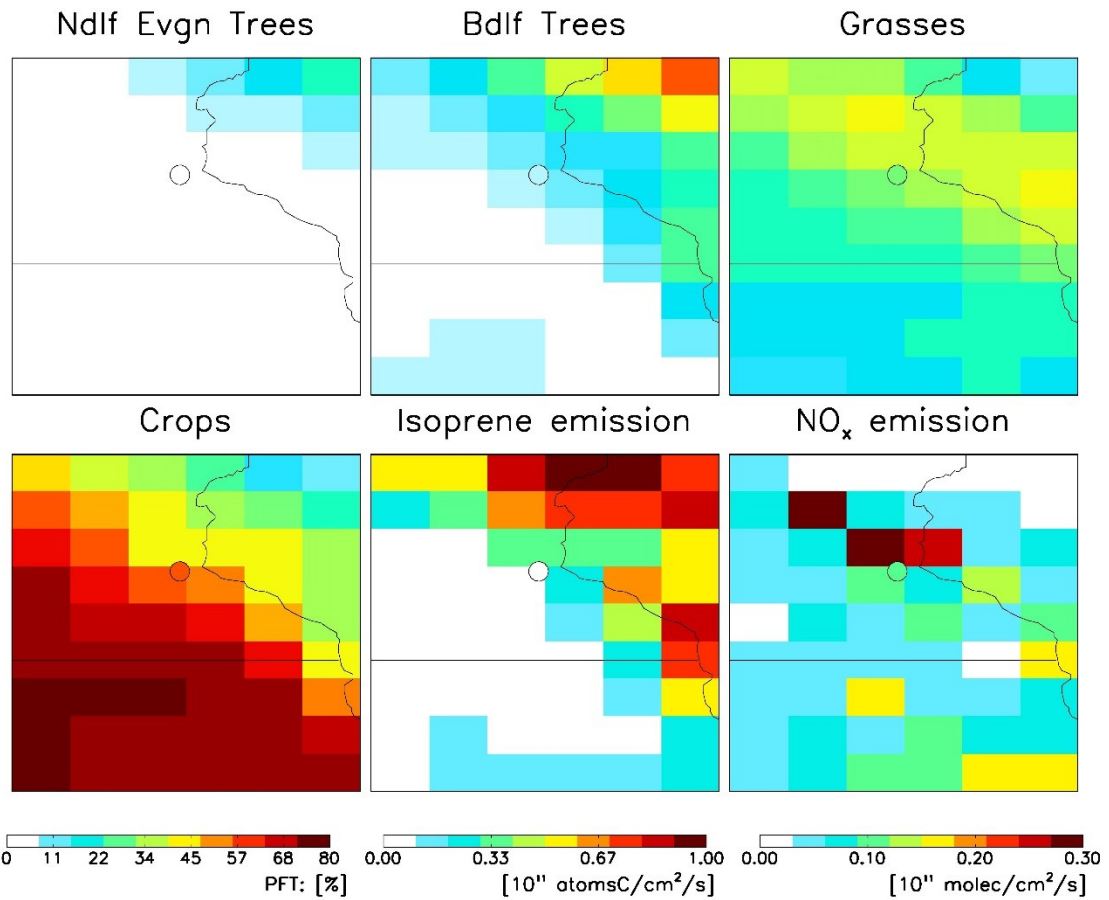 Ndlf Evgn Trees
Bdlf Trees
Grasses
Crops
Isoprene emission
NOₓ emission
0 11 22 34 45 57 68 80
PFT: [%]
0.00 0.33 0.67 1.00
[10¹¹ atomsC/cm²/s]
0.00 0.10 0.20 0.30
[10¹¹ molec/cm²/s]